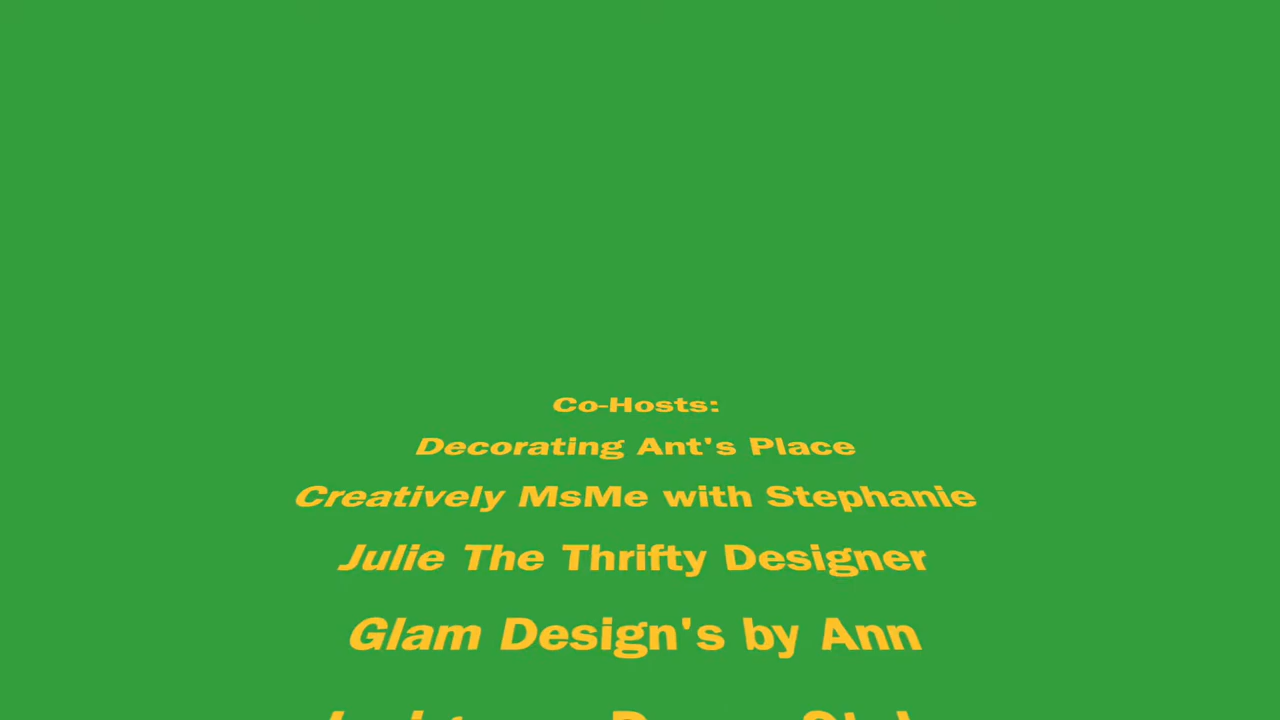 Co-Hosts:
Decorating Ant's Place
Creatively MsMe with Stephanie
Julie The Thrifty Designer
Glam Design's by Ann